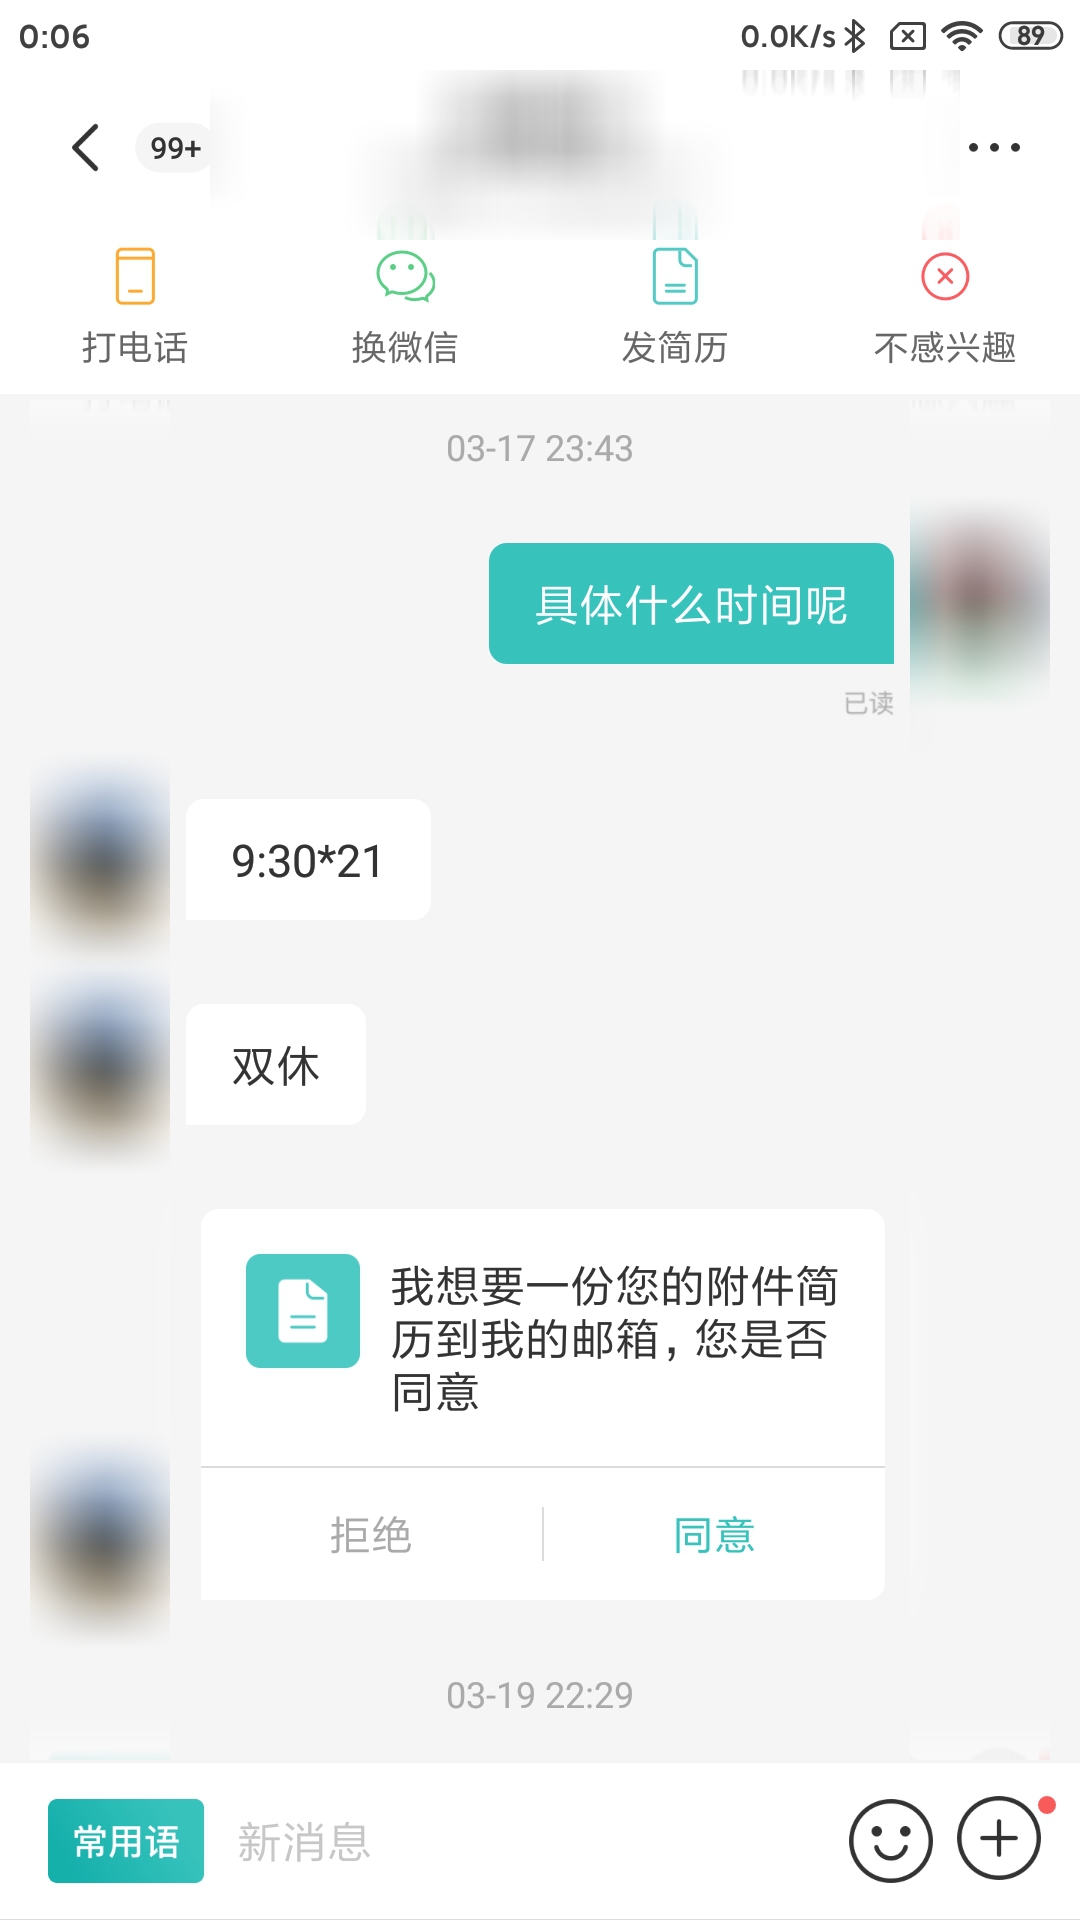 0:06
0.0K/s
89
99+
打电话
换微信
发简历
不感兴趣
03-17 23:43
具体什么时间呢
已读
9:30*21
双休
我想要一份您的附件简
历到我的邮箱，您是否
同意
拒绝
同意
03-19 22:29
常用语
新消息